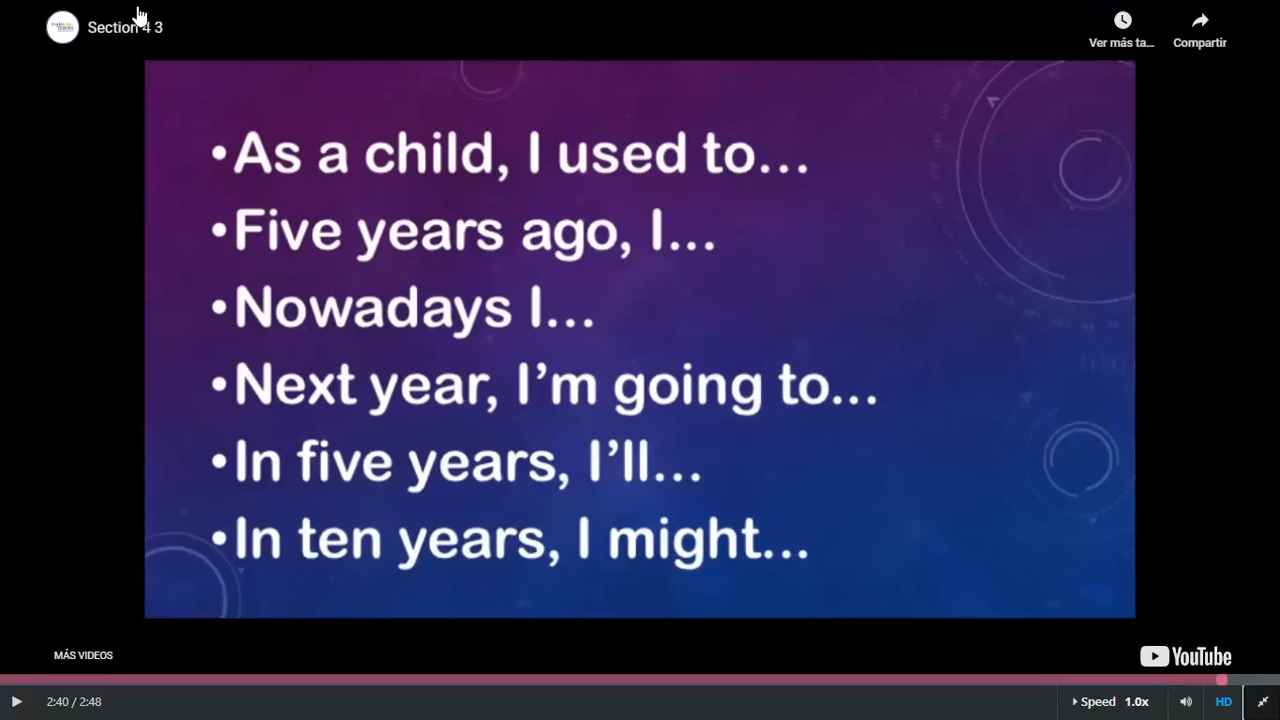 Section 4 3
Ver más ta...
Compartir
•As a child, I used to...
•Five years ago, I...
•Nowadays I...
•Next year, I'm going to...
•In five years, I'll...
•In ten years, I might...
MÁS VIDEOS
YouTube
2:40 / 2:48
Speed 1.0x
HD